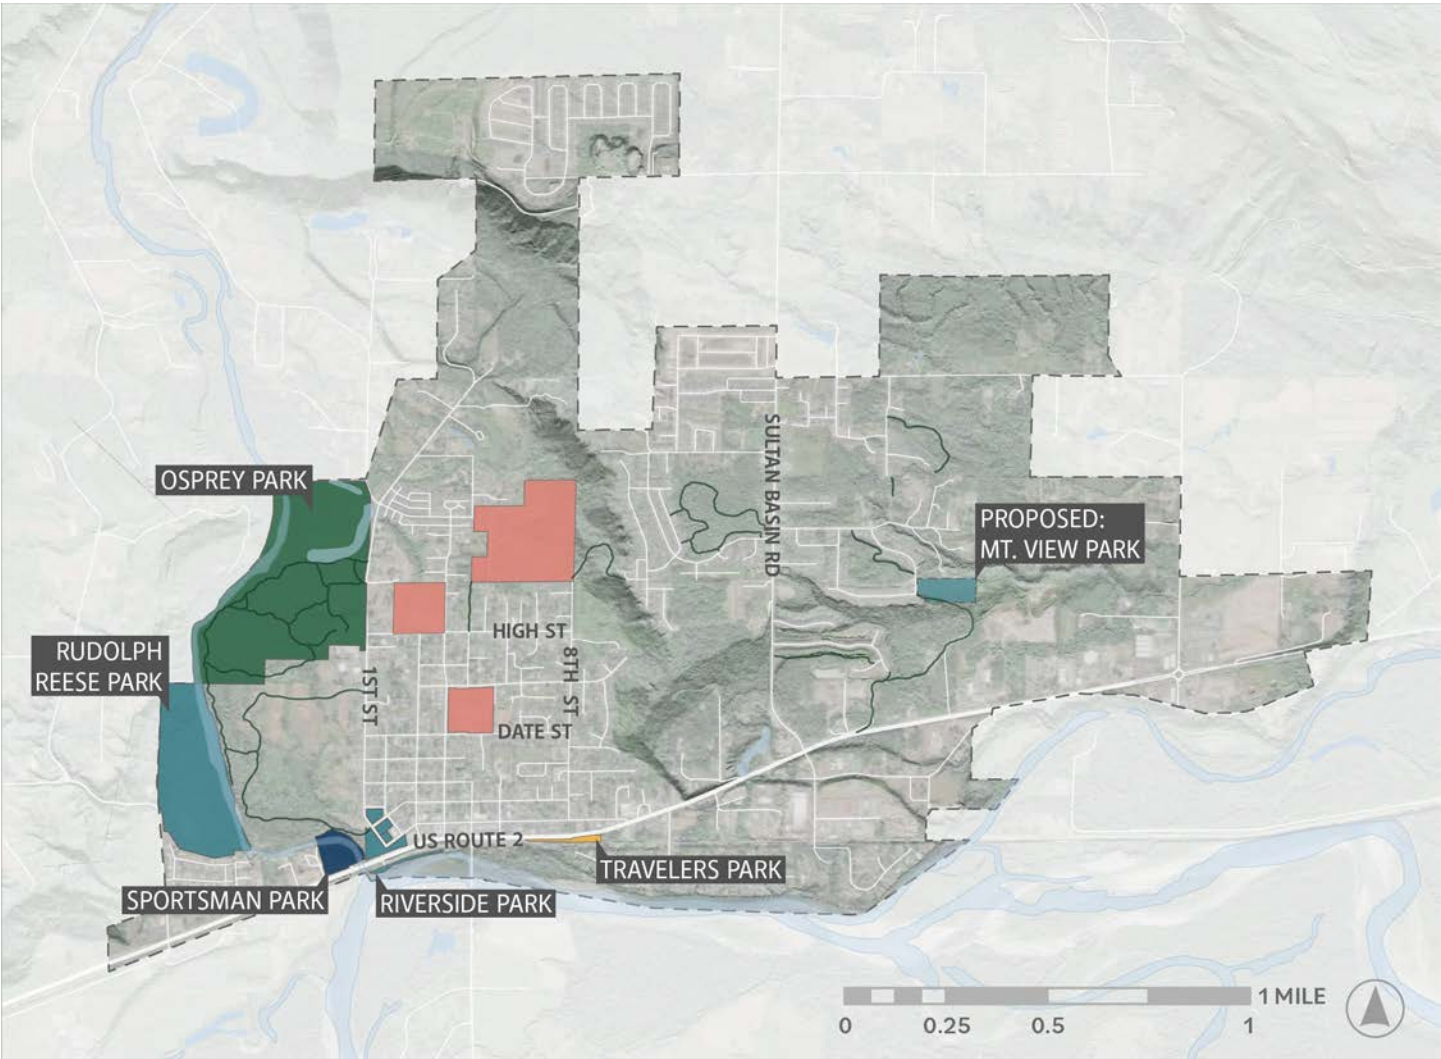 OSPREY PARK
SULTAN BASIN RD
PROPOSED:
MT. VIEW PARK
RUDOLPH
REESE PARK
HIGH ST
8TH ST
1ST ST
DATE ST
US ROUTE 2
TRAVELERS PARK
SPORTSMAN PARK
RIVERSIDE PARK
1 MILE
0 0.25 0.5 1